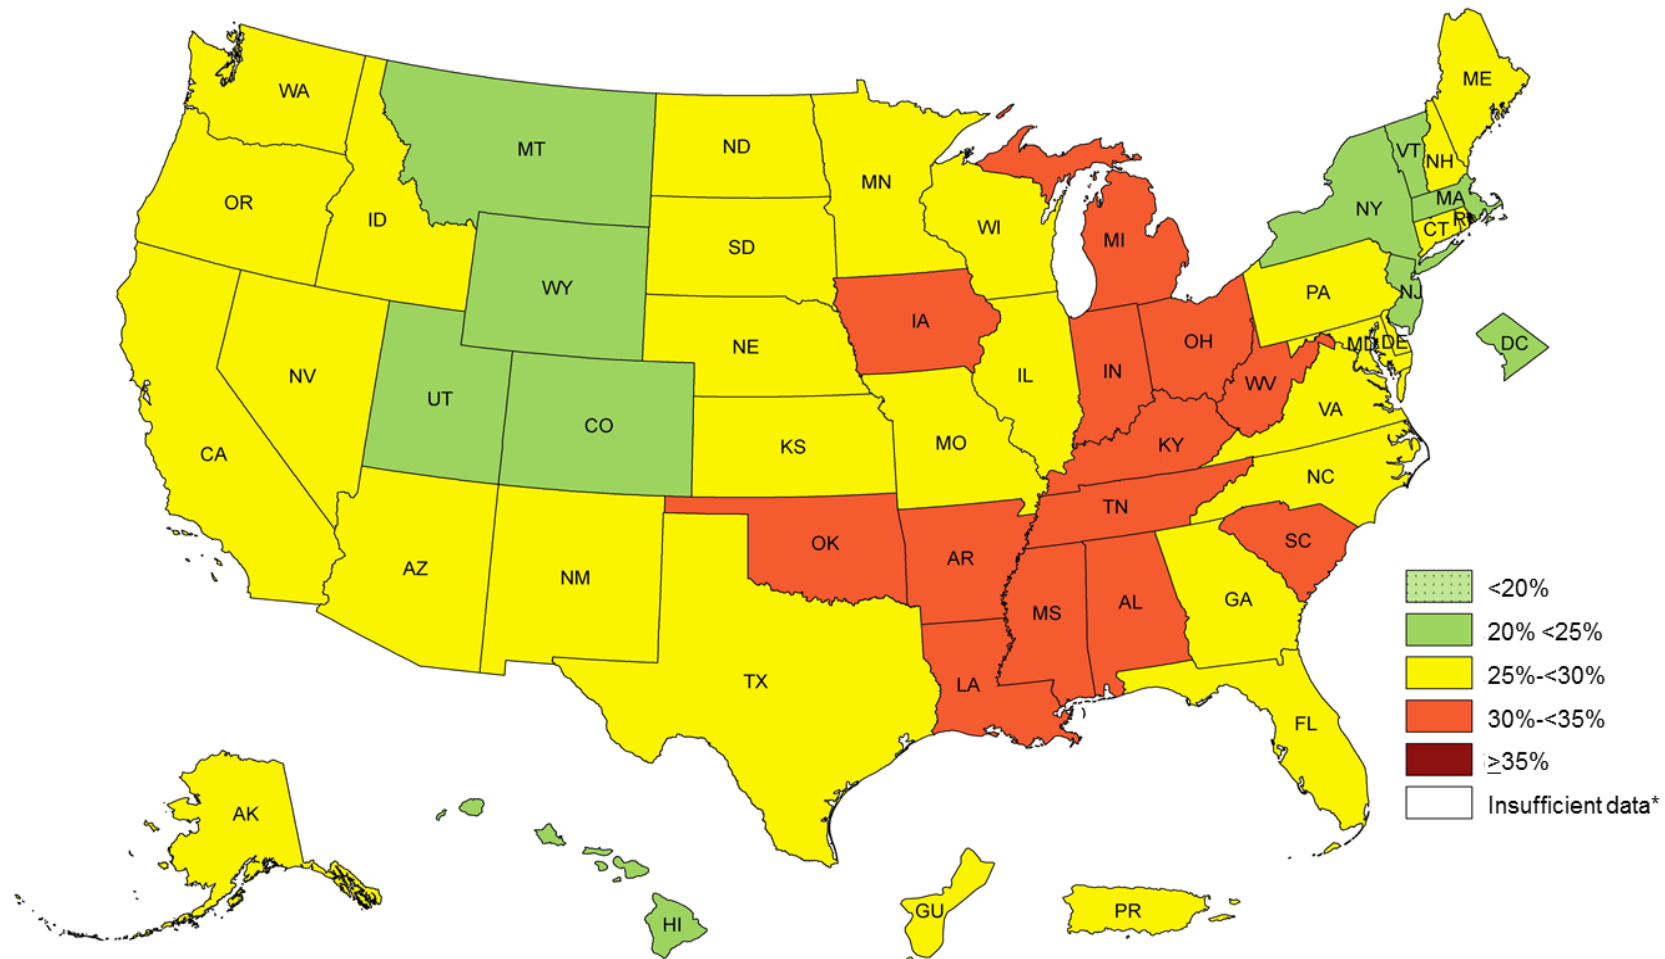 WA
MT
ND
MN
ME
VT
NH
OR
ID
SD
WI
MI
NY
MA
CT
WY
NE
IA
PA
NJ
NV
UT
CO
KS
MO
IL
IN
OH
WV
MD
DE
DC
CA
VA
KY
NC
AZ
NM
OK
AR
TN
SC
TX
LA
MS
AL
GA
FL
AK
HI
GU
PR
<20%
20% <25%
25%-<30%
30%-<35%
≥35%
Insufficient data*